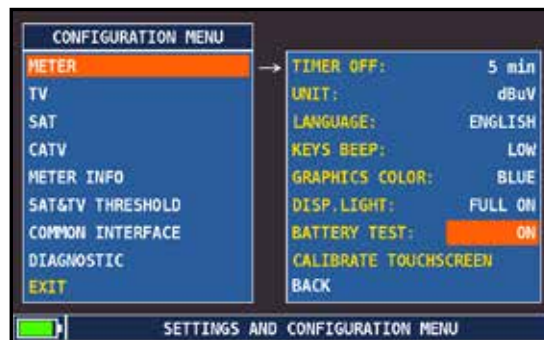 CONFIGURATION MENU
METER
TV
SAT
CATV
METER INFO
SAT&TV THRESHOLD
COMMON INTERFACE
DIAGNOSTIC
EXIT
TIMER OFF: 5 min
UNIT: dBuV
LANGUAGE: ENGLISH
KEYS BEEP: LOW
GRAPHICS COLOR: BLUE
DISP.LIGHT: FULL ON
BATTERY TEST: ON
CALIBRATE TOUCHSCREEN
BACK
SETTINGS AND CONFIGURATION MENU